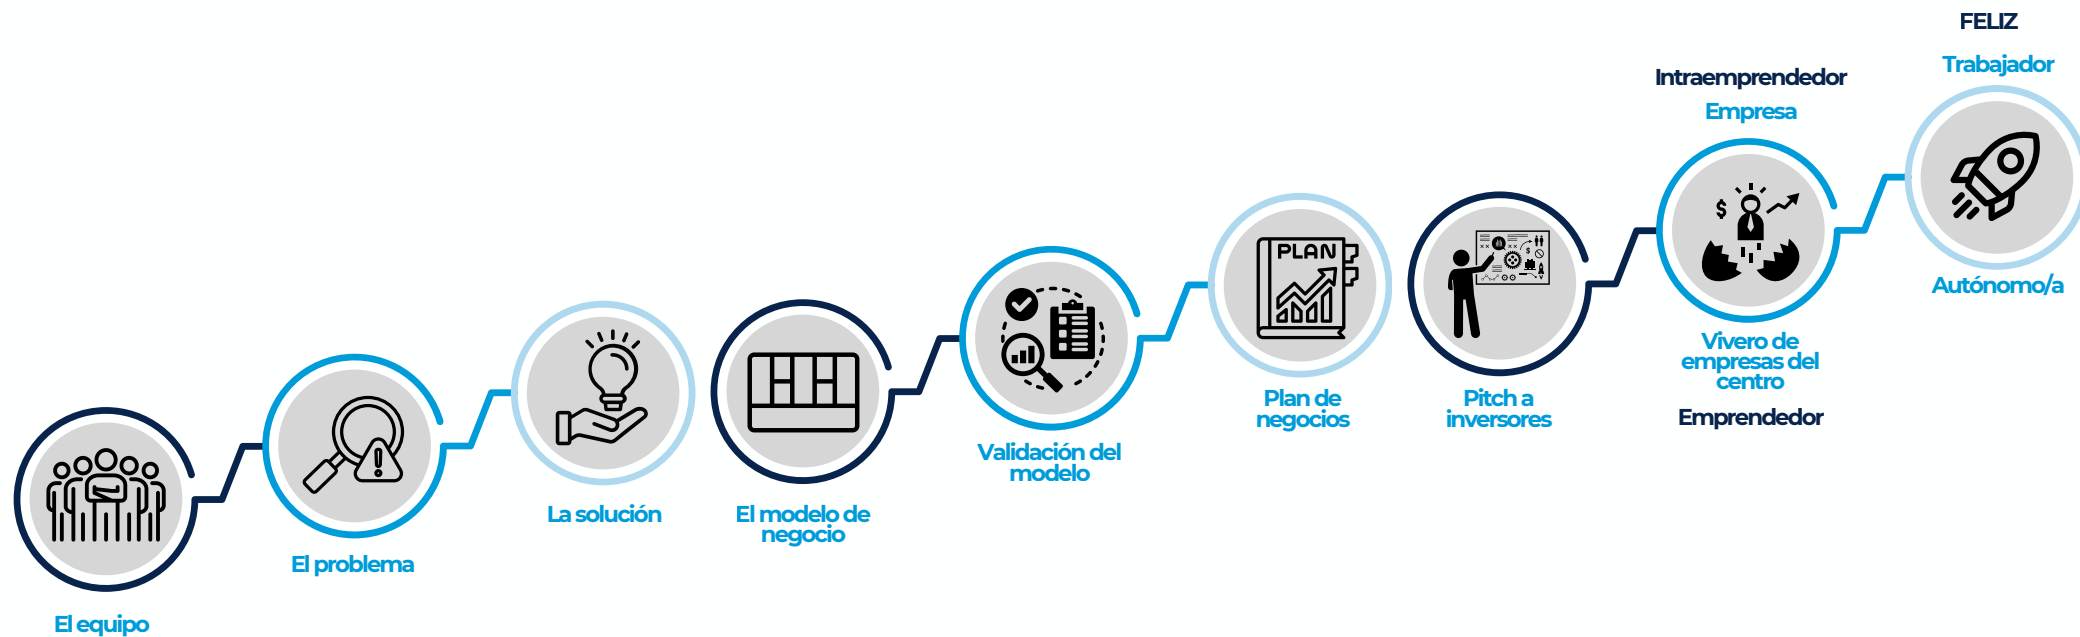 El equipo
El problema
La solución
El modelo de
negocio
Validación del
modelo
PLAN
Plan de
negocios
Pitch a
inversores
Intraemprendedor
Empresa
$
Vivero de
empresas del
centro
Emprendedor
FELIZ
Trabajador
Autónomo/a